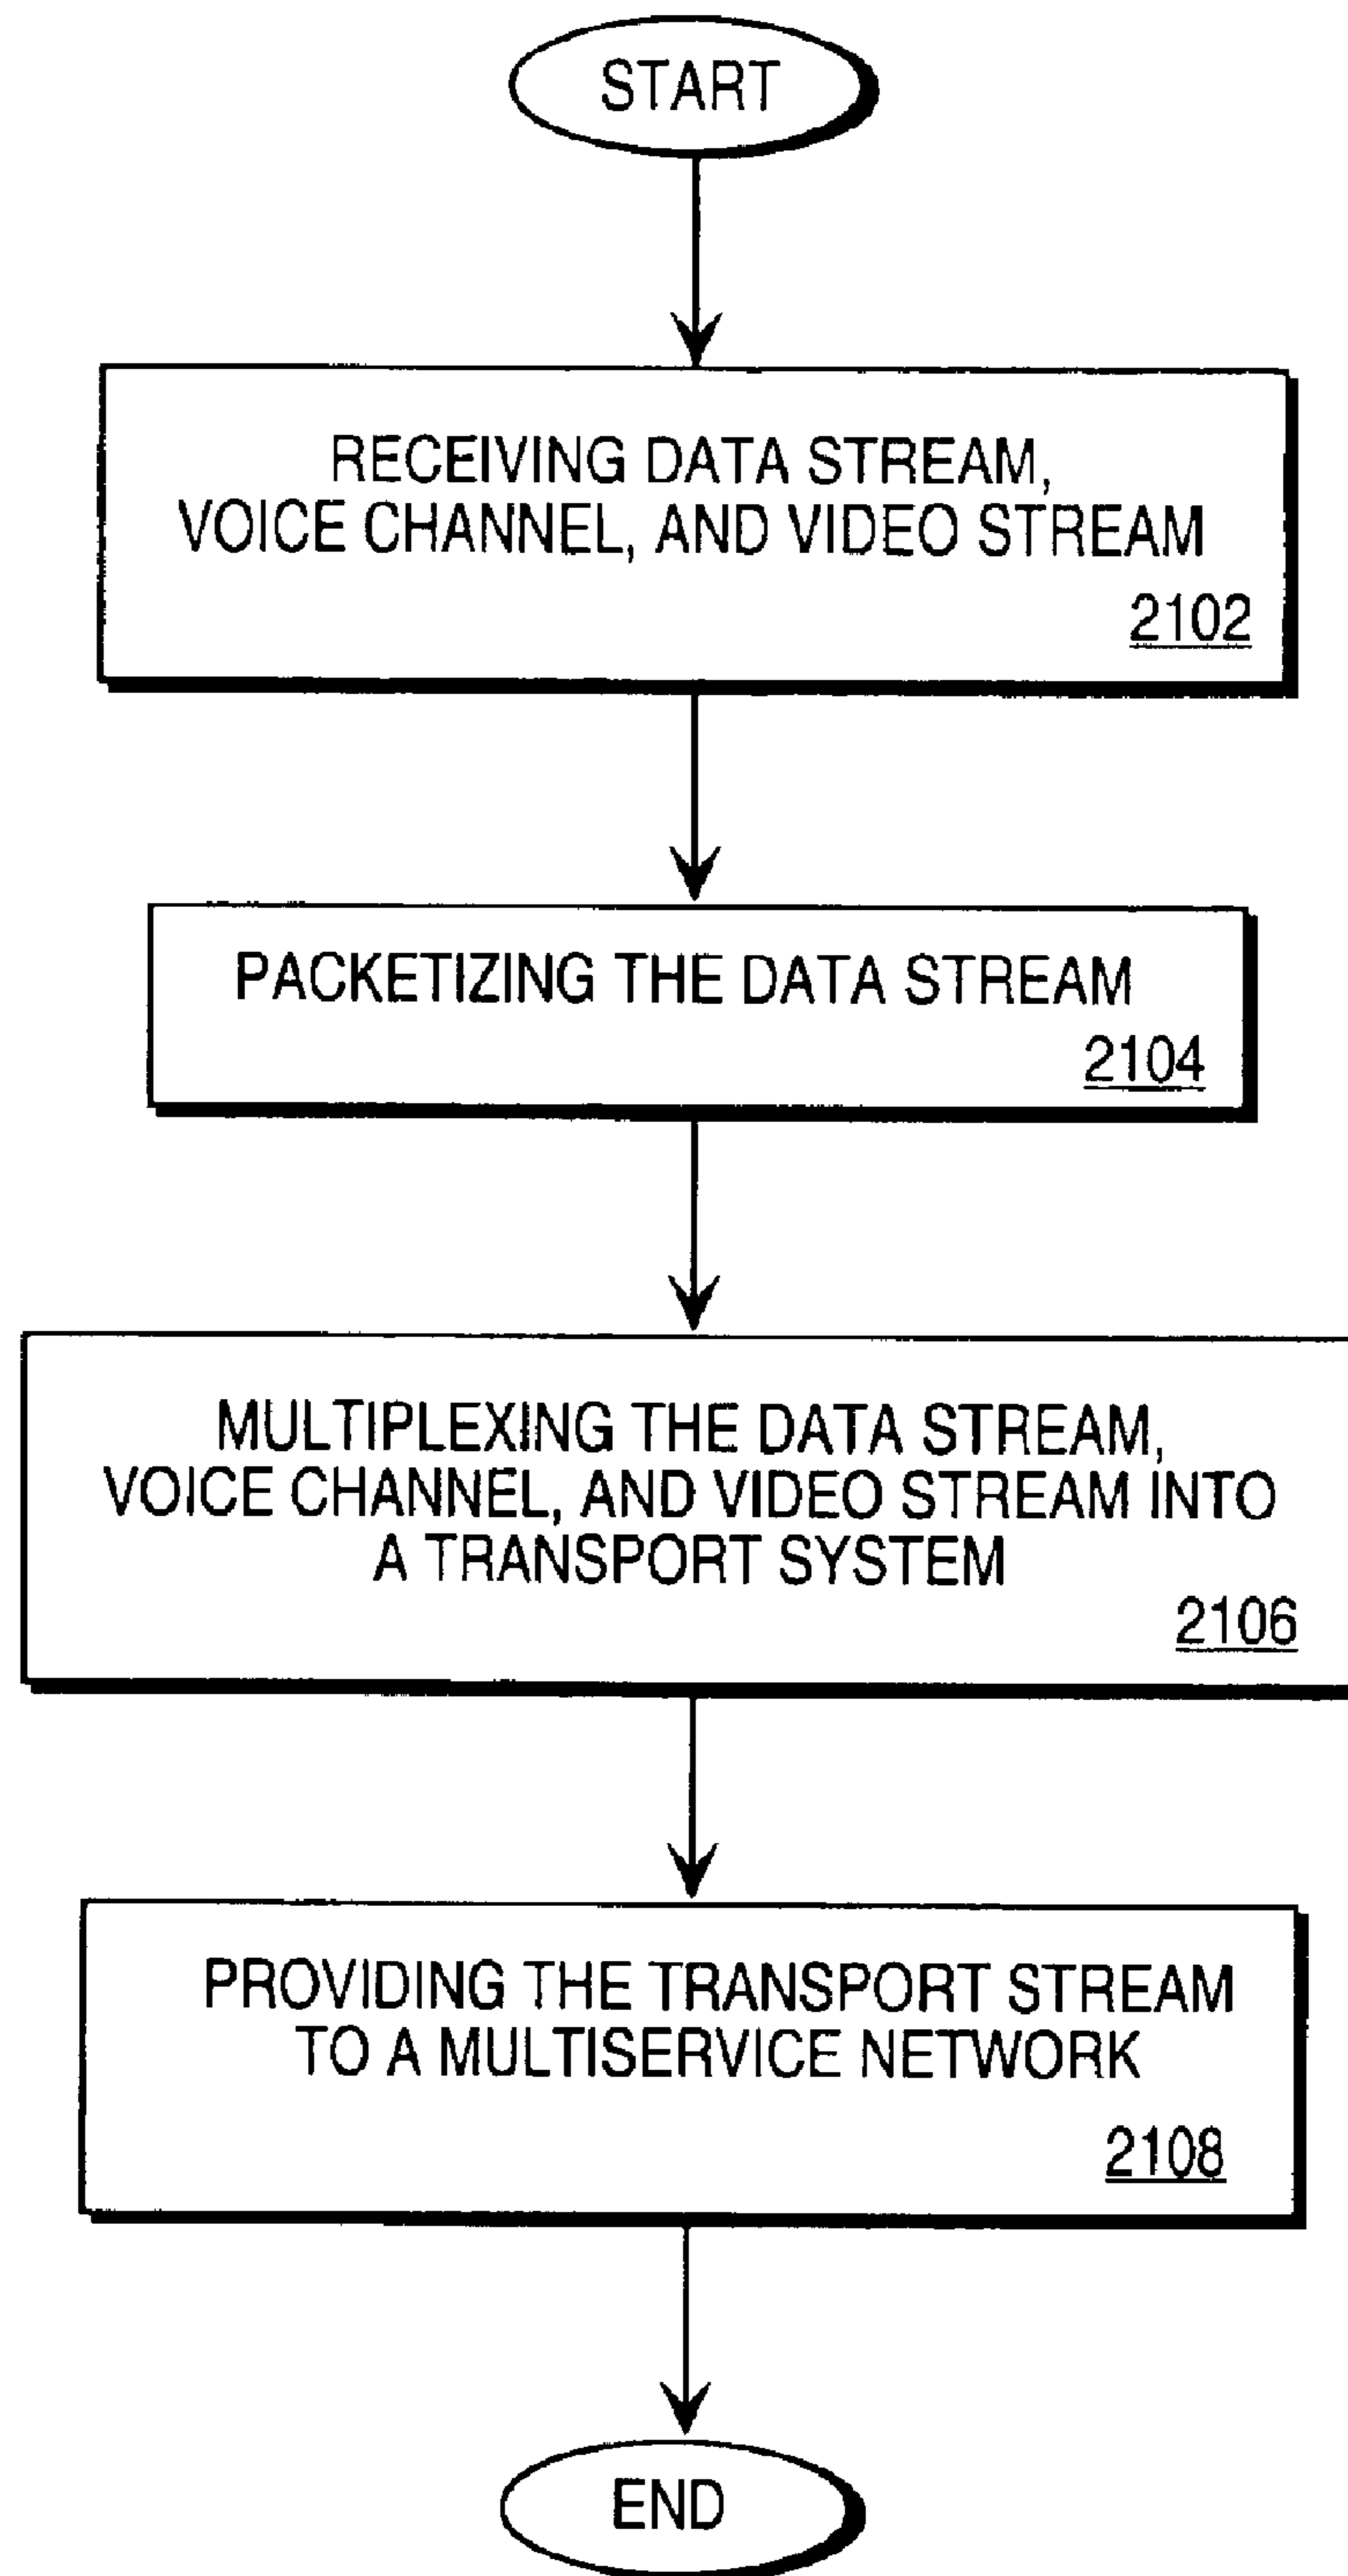 START
RECEIVING DATA STREAM,
VOICE CHANNEL, AND VIDEO STREAM
2102
PACKETIZING THE DATA STREAM
2104
MULTIPLEXING THE DATA STREAM,
VOICE CHANNEL, AND VIDEO STREAM INTO
A TRANSPORT SYSTEM
2106
PROVIDING THE TRANSPORT STREAM
TO A MULTISERVICE NETWORK
2108
END